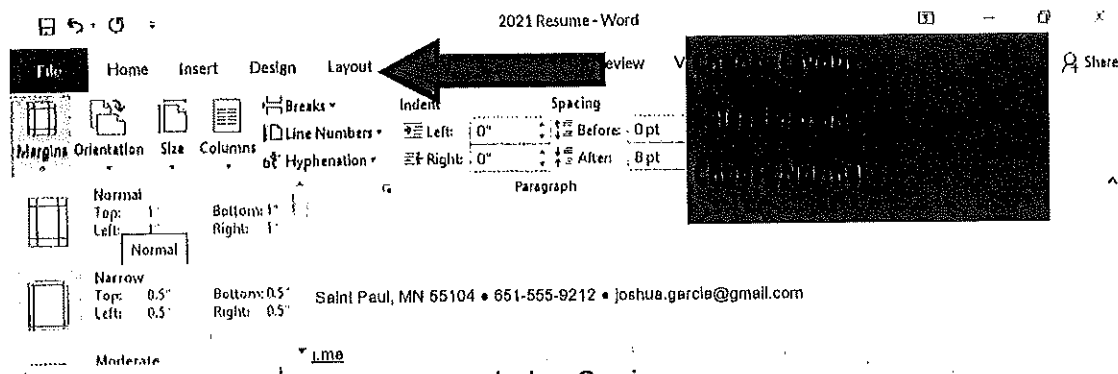 2021 Resume - Word
File Home Insert Design Layout eview V Share
Margins Orientation Size Columns
Breaks
Line Numbers
Hyphenation
Indent
Left: 0"
Right: 0"
Spacing
Before: 0 pt
After: 8 pt
Paragraph
Normal
Top: 1" Bottom: 1"
Left: 1" Right: 1"
Normal
Narrow
Top: 0.5" Bottom: 0.5"
Left: 0.5" Right: 0.5"
Saint Paul, MN 55104 • 651-555-9212 • joshua.garcia@gmail.com
Moderate